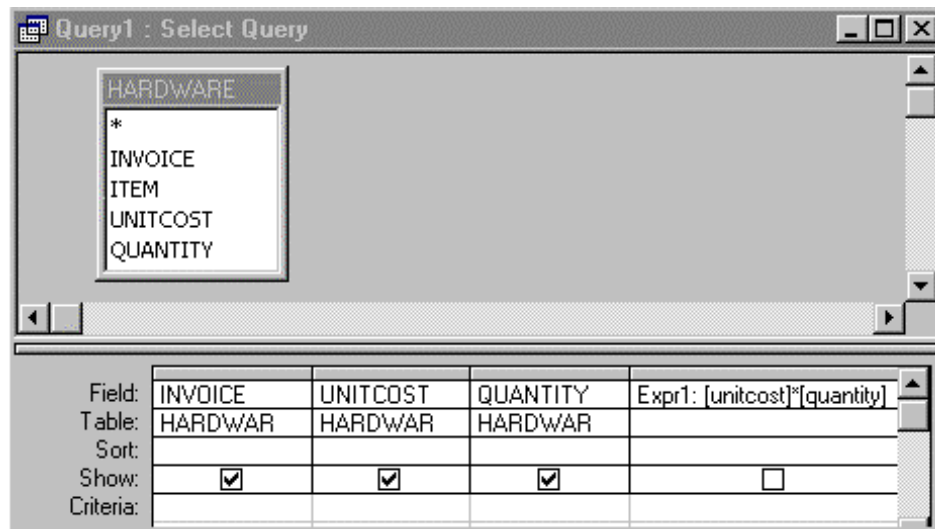 Query1 : Select Query
HARDWARE
*
INVOICE
ITEM
UNITCOST
QUANTITY
Field: INVOICE UNITCOST QUANTITY Expr1: [unitcost]*[quantity]
Table: HARDWAR HARDWAR HARDWAR
Sort:
Show:
Criteria: